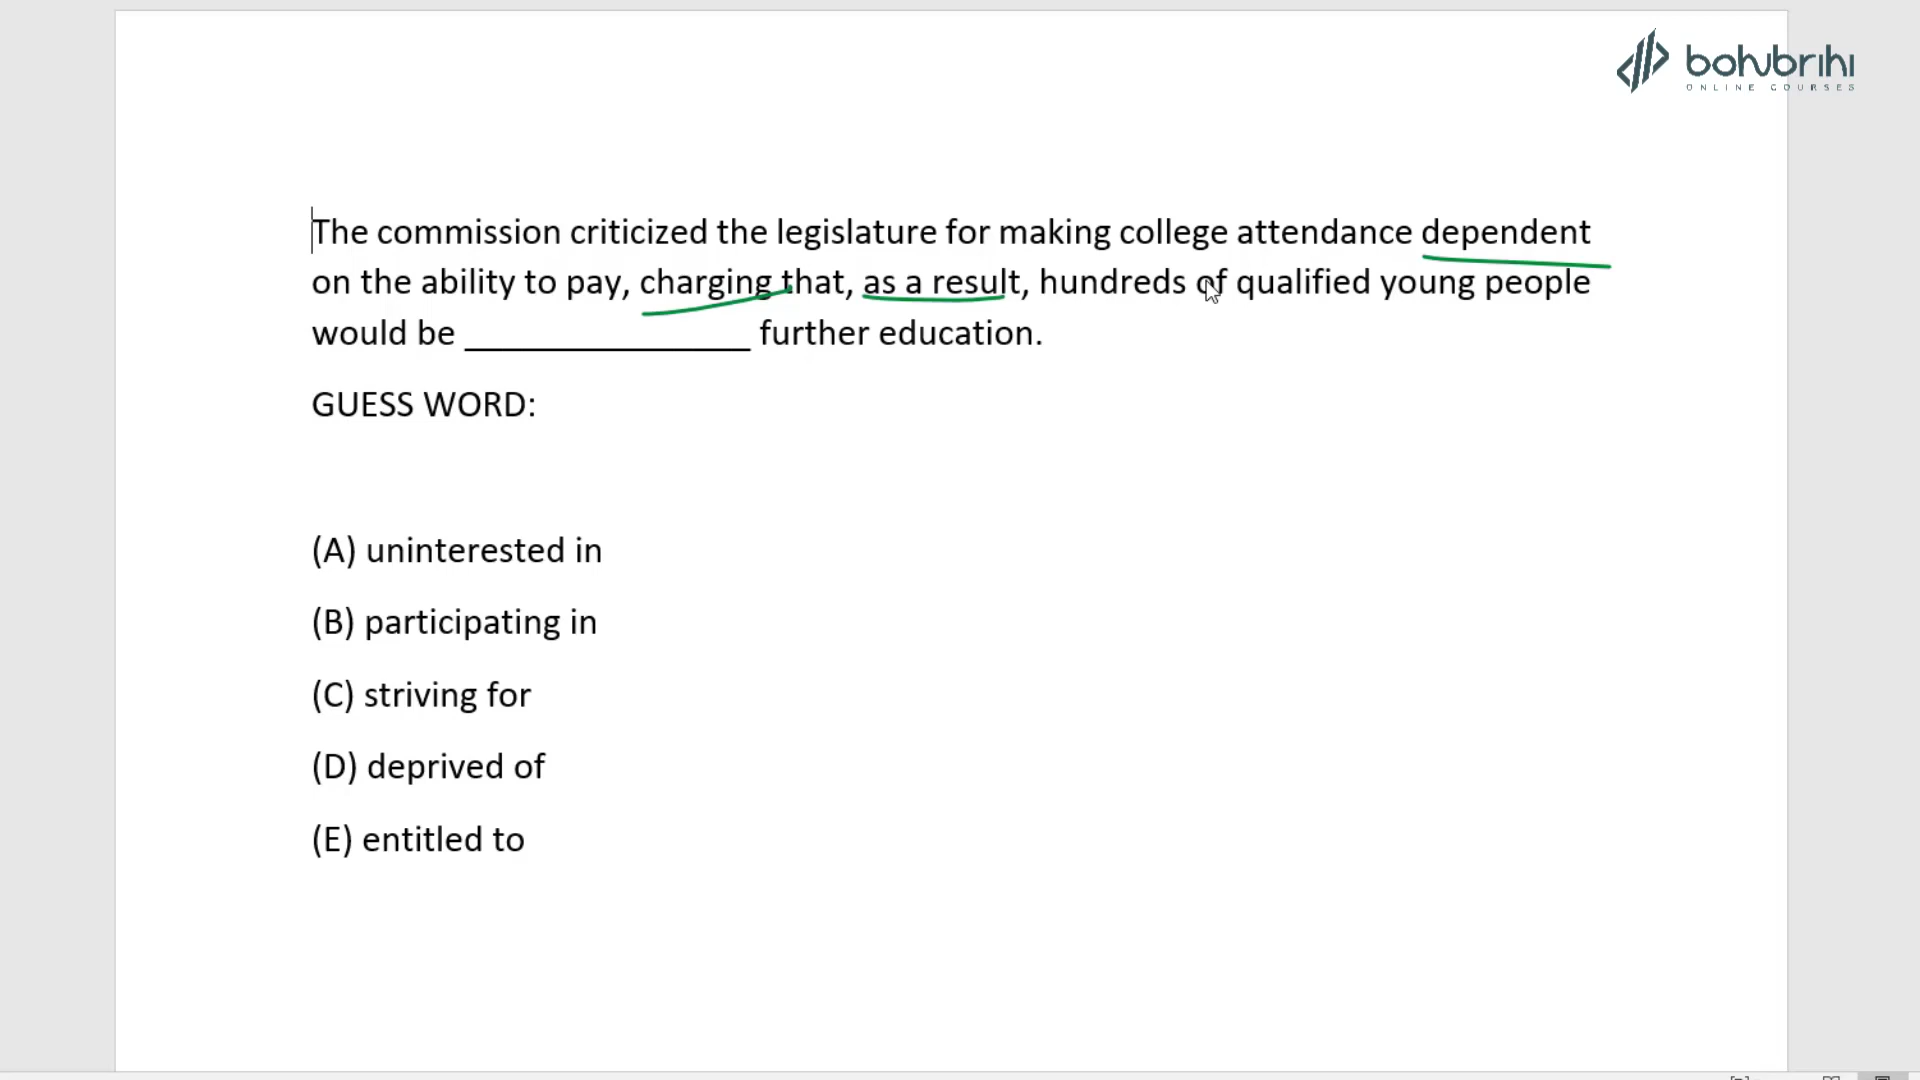 bohubrihi
ONLINE COURSES
The commission criticized the legislature for making college attendance dependent
on the ability to pay, charging that, as a result, hundreds of qualified young people
would be ________________ further education.
GUESS WORD:
(A) uninterested in
(B) participating in
(C) striving for
(D) deprived of
(E) entitled to